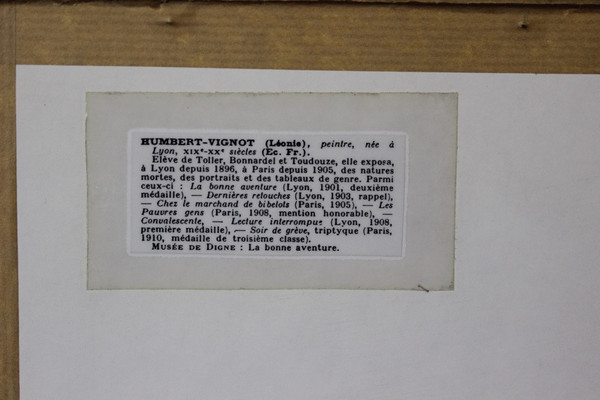 HUMBERT-VIGNOT (Léonie), peintre, née à
Lyon, XIXe-XXe siècles (Ec. Fr.).
Elève de Toller, Bonnardel et Toudouze, elle exposa,
à Lyon depuis 1896, à Paris depuis 1905, des natures
mortes, des portraits et des tableaux de genre. Parmi
ceux-ci : La bonne aventure (Lyon, 1901, deuxième
médaille), — Dernières retouches (Lyon, 1903, rappel),
— Chez le marchand de bibelots (Paris, 1905), — Les
Pauvres gens (Paris, 1908, mention honorable), —
Convalescente, — Lecture interrompue (Lyon, 1908,
première médaille), — Soir de grève, triptyque (Paris,
1910, médaille de troisième classe).
MUSÉE DE DIGNE : La bonne aventure.